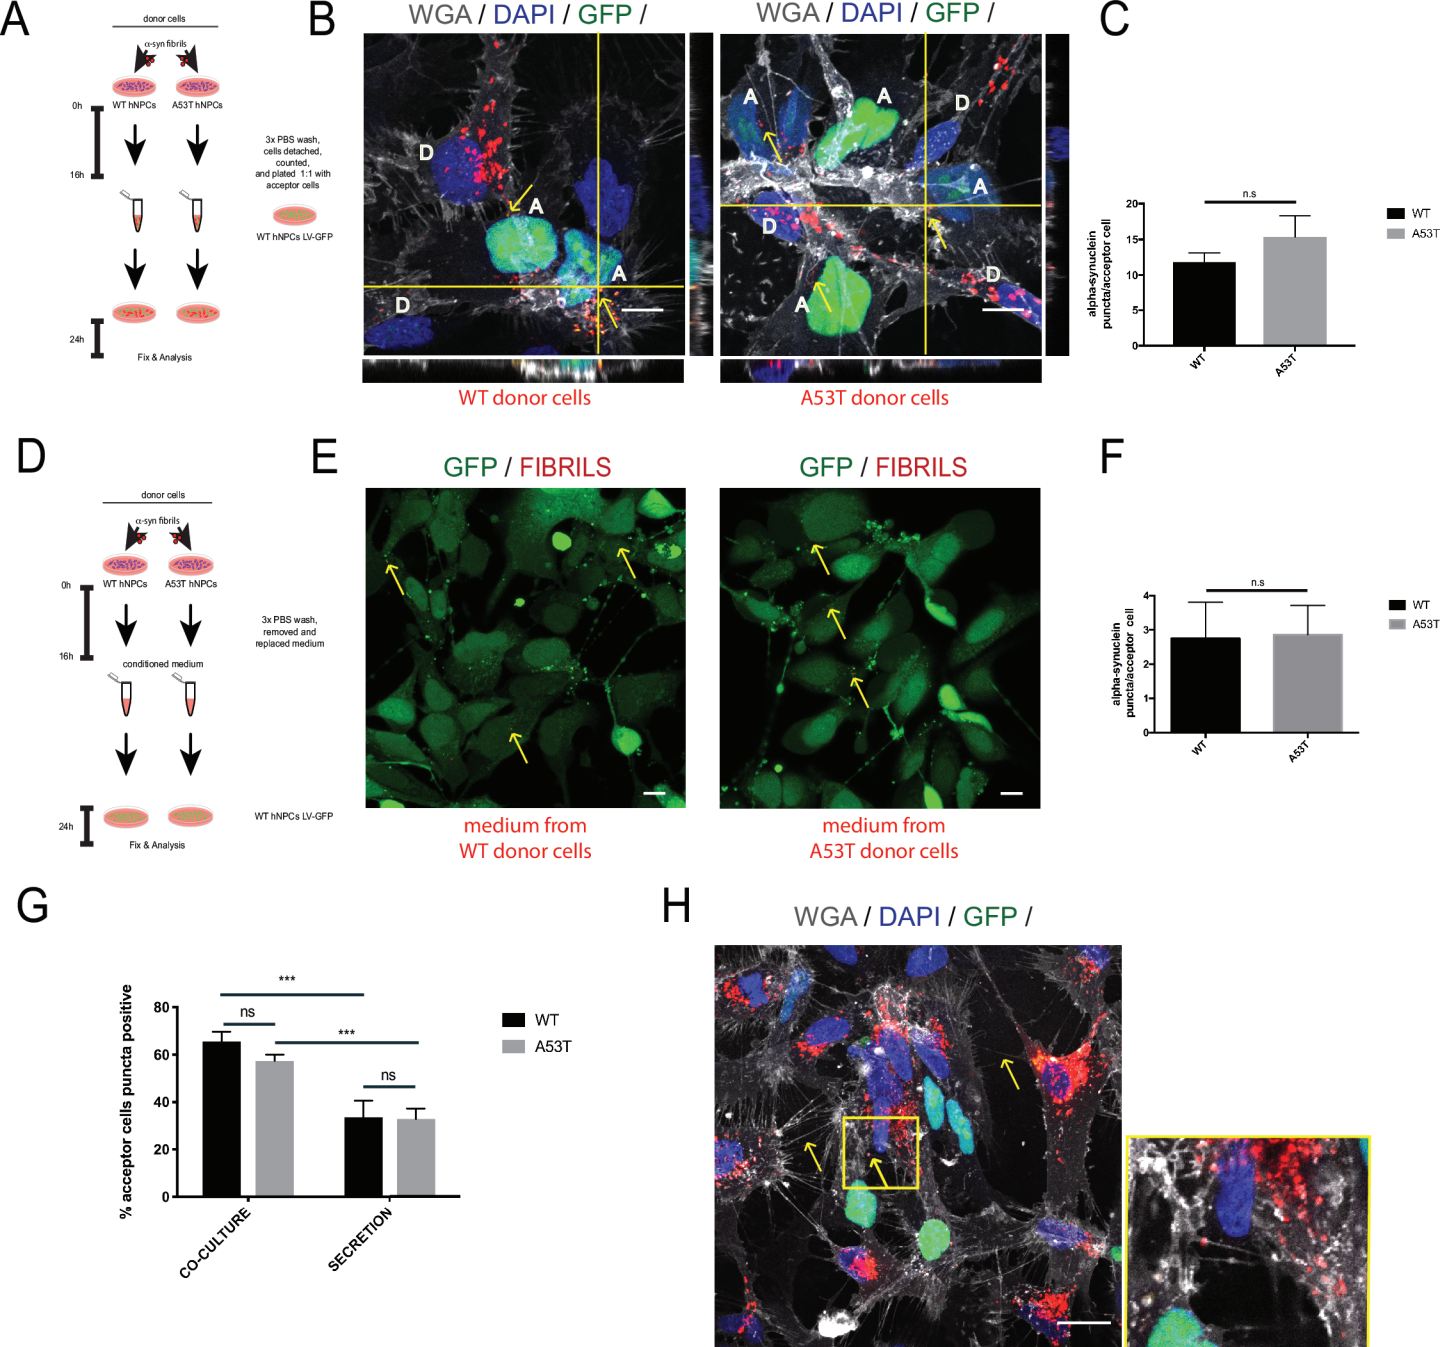 A
donor cells
α-syn fibrils
WT hNPCs
A53T hNPCs
0h
16h
3x PBS wash,
cells detached,
counted,
and plated 1:1 with
acceptor cells
WT hNPCs LV-GFP
24h
Fix & Analysis
B
WGA / DAPI / GFP /
D
A
A
D
WT donor cells
WGA / DAPI / GFP /
A
A
D
A
D
D
A
A53T donor cells
C
n.s
alpha-synuclein
puncta/acceptor cell
20
15
10
5
0
WT
A53T
WT
A53T
D
donor cells
α-syn fibrils
WT hNPCs
A53T hNPCs
0h
16h
3x PBS wash,
removed and
replaced medium
conditioned medium
WT hNPCs LV-GFP
24h
Fix & Analysis
E
GFP / FIBRILS
medium from
WT donor cells
GFP / FIBRILS
medium from
A53T donor cells
F
n.s
alpha-synuclein
puncta/acceptor cell
4
3
2
1
0
WT
A53T
WT
A53T
G
% acceptor cells puncta positive
80
60
40
20
0
***
ns
***
ns
CO-CULTURE
SECRETION
WT
A53T
H
WGA / DAPI / GFP /